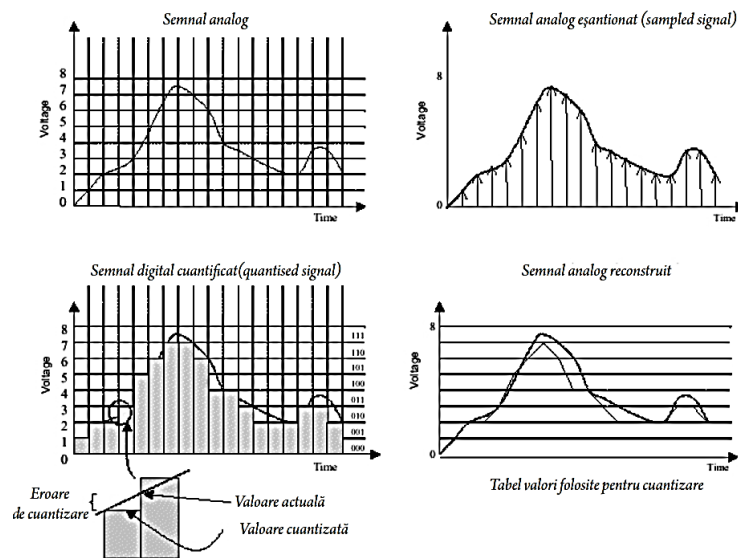 Semnal analog
Voltage
8
7
6
5
4
3
2
1
0
Time
Semnal analog eșantionat (sampled signal)
Voltage
8
0
Time
Semnal digital cuantificat(quantised signal)
Voltage
8
7
6
5
4
3
2
1
0
111
110
101
100
011
010
001
000
Time
Eroare
de cuantizare
Valoare actuală
Valoare cuantizată
Semnal analog reconstruit
Voltage
8
0
Time
Tabel valori folosite pentru cuantizare